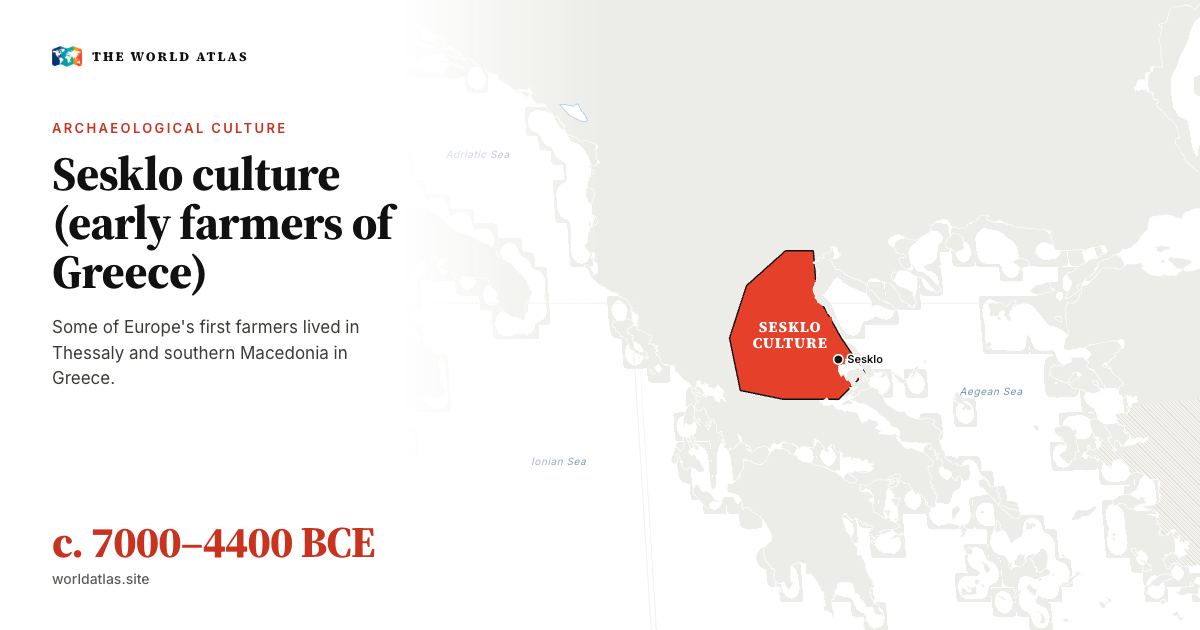 THE WORLD ATLAS
ARCHAEOLOGICAL CULTURE
Sesklo culture
(early farmers of
Greece)
Some of Europe's first farmers lived in
Thessaly and southern Macedonia in
Greece.
c. 7000–4400 BCE
worldatlas.site
Adriatic Sea
SESKLO
CULTURE
Sesklo
Aegean Sea
Ionian Sea